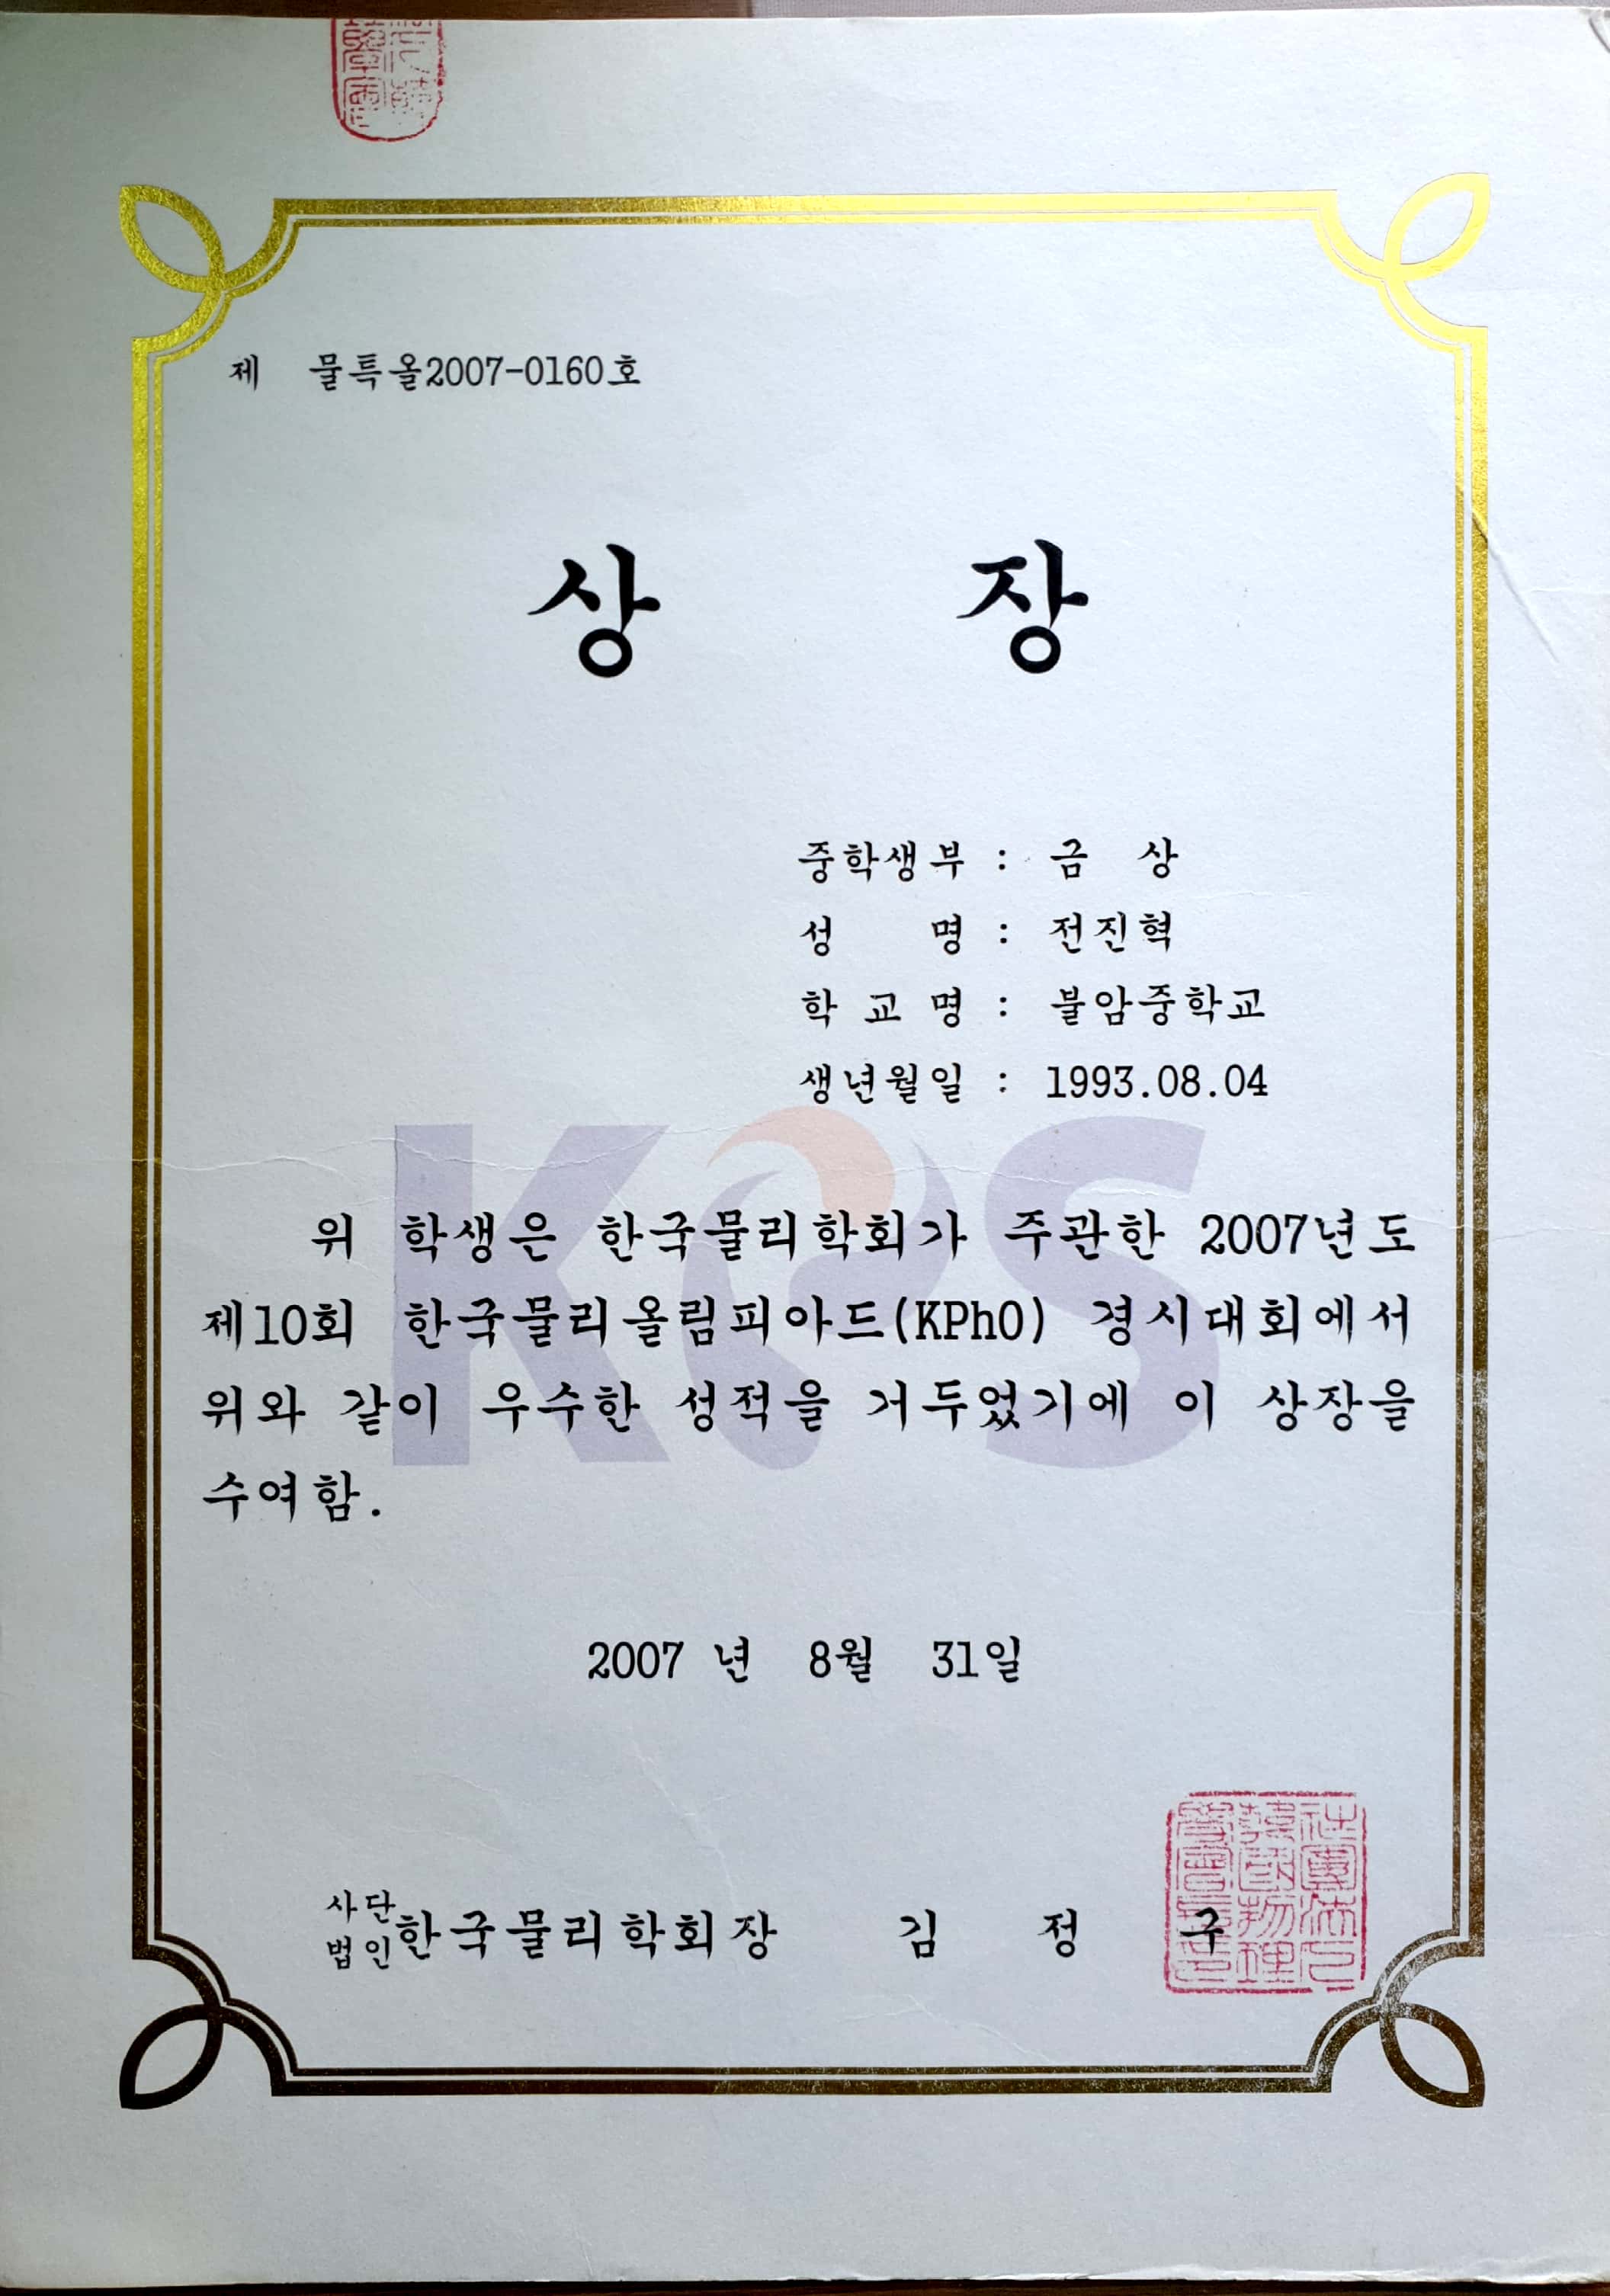 제 물특올2007-0160호
상 장
중학생부 : 금 상
성 명 : 전진혁
학 교 명 : 불암중학교
생년월일 : 1993.08.04
KPS
위 학생은 한국물리학회가 주관한 2007년도
제10회 한국물리올림피아드(KPhO) 경시대회에서
위와 같이 우수한 성적을 거두었기에 이 상장을
수여함.
2007 년 8월 31일
사단
법인 한국물리학회장 김 정 구